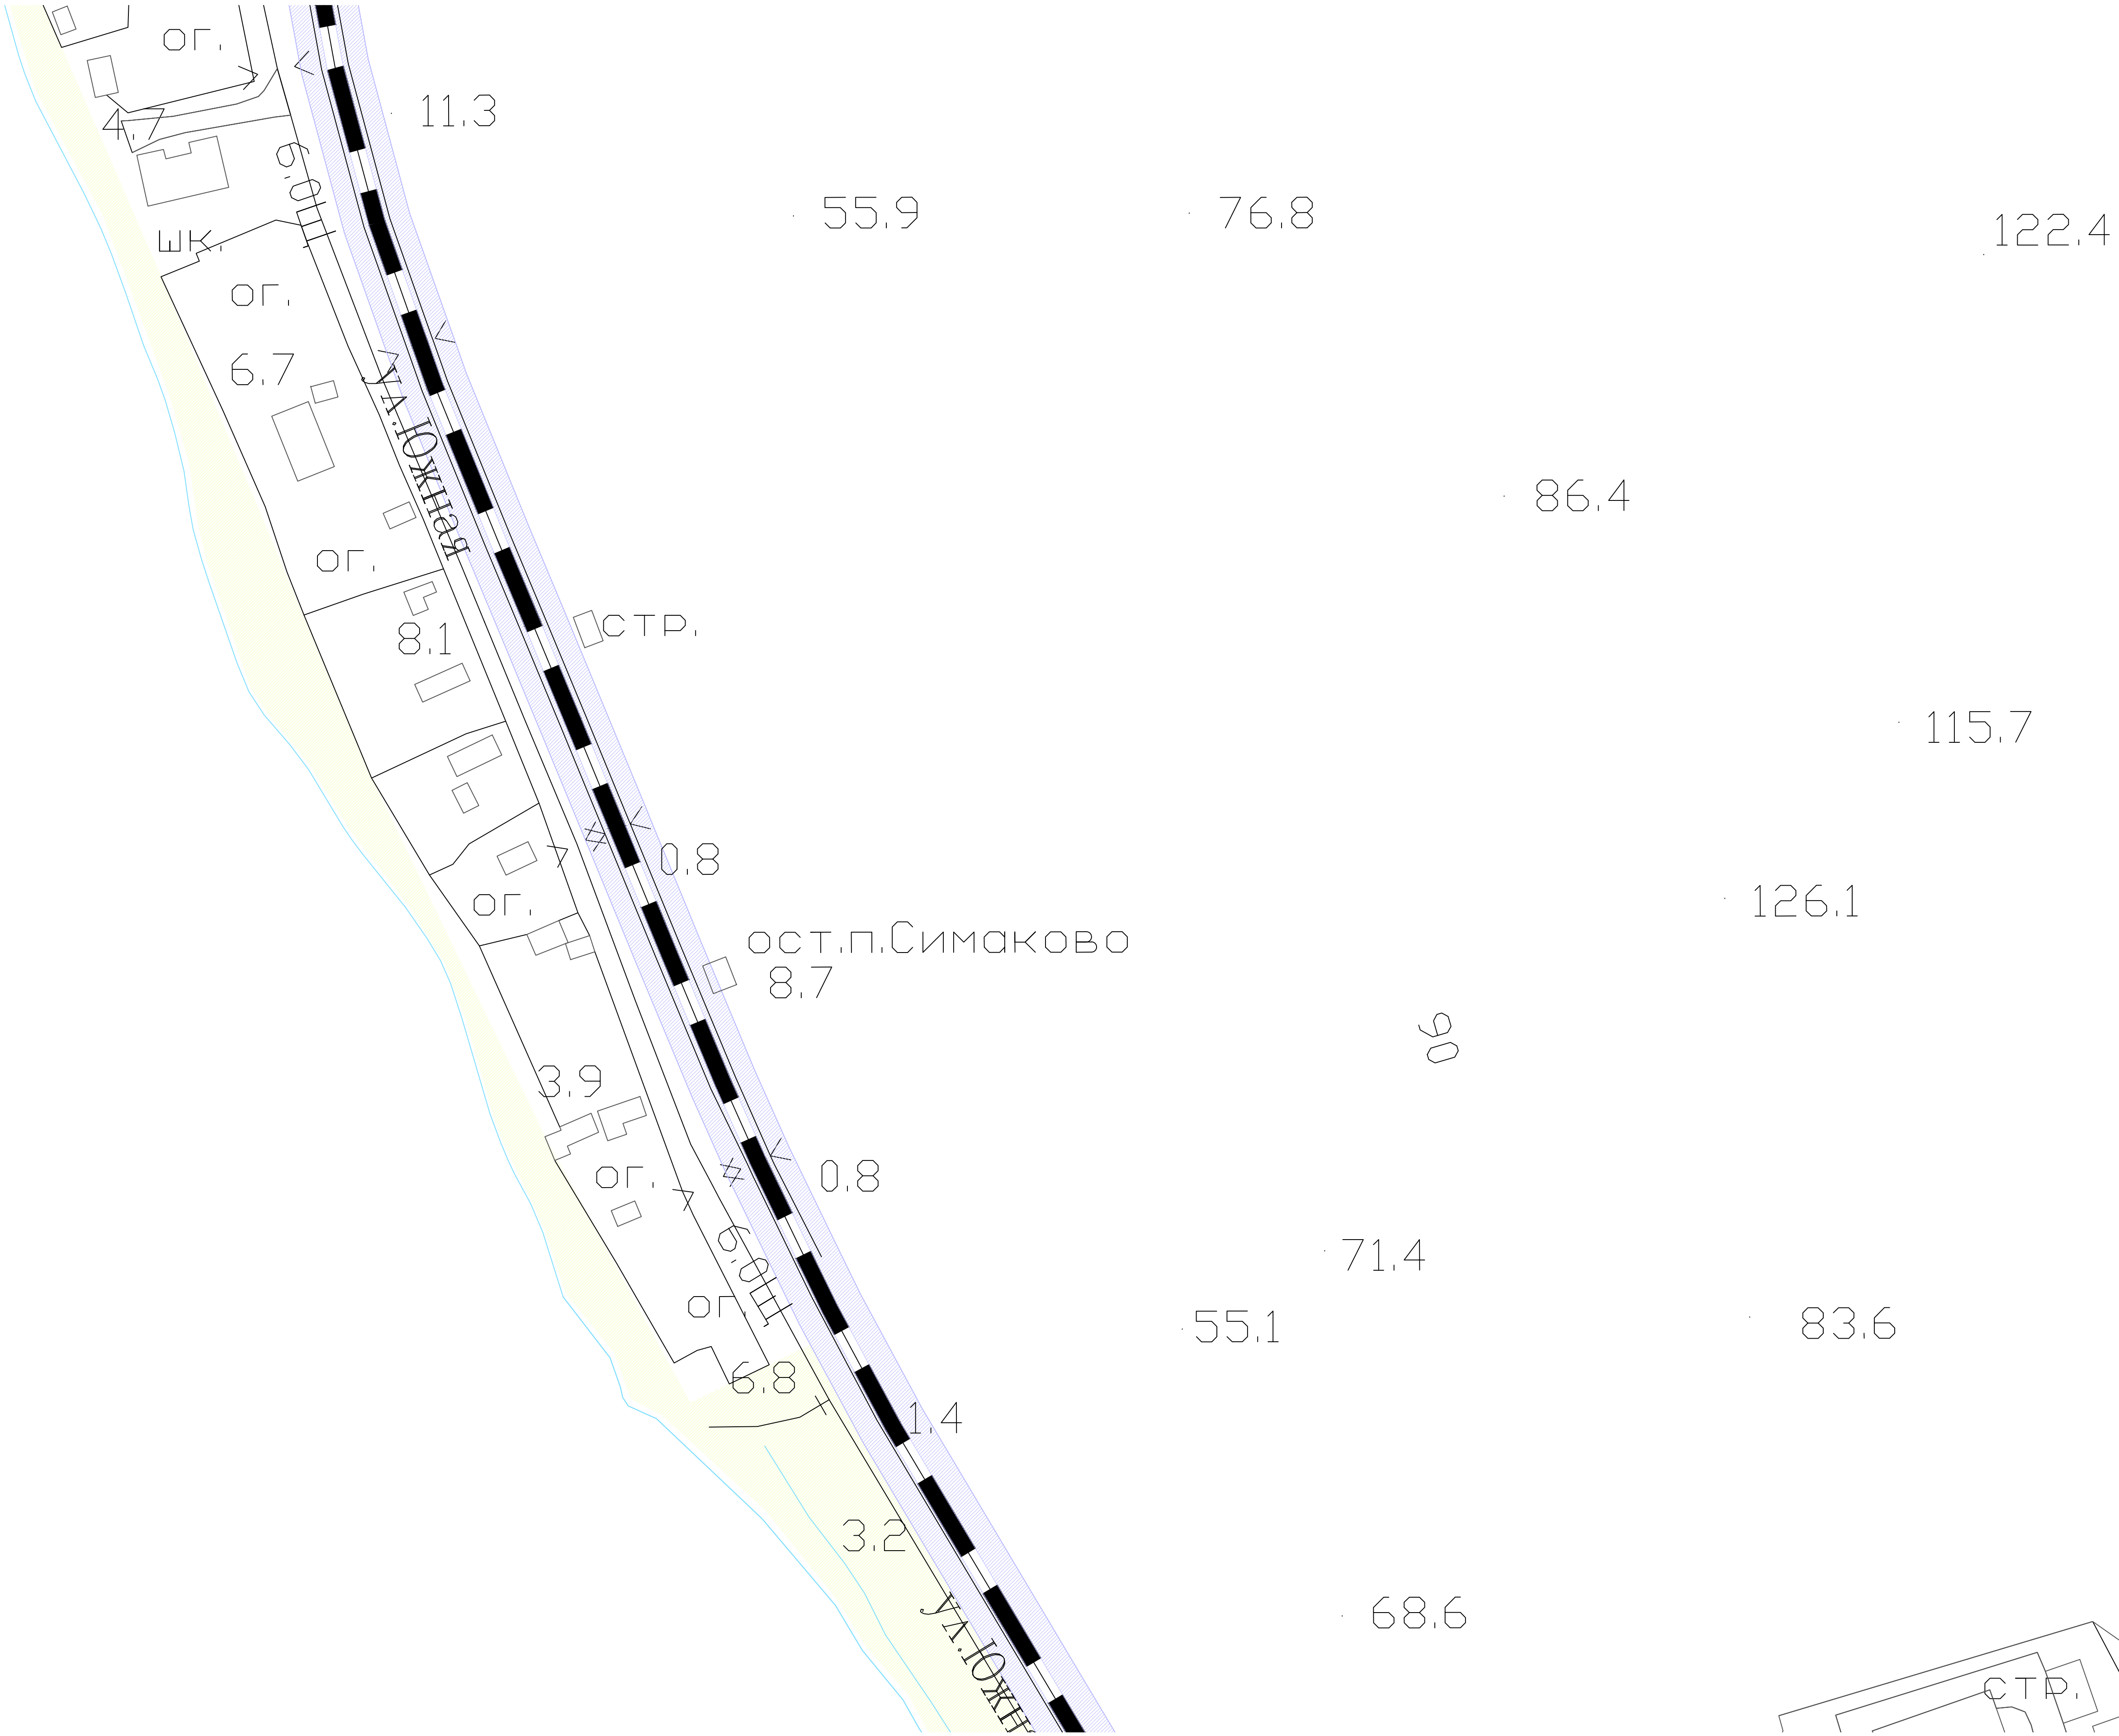 ог.
11.3
4.7
6.0Щ
55.9
76.8
122.4
шк.
ог.
6.7
ул.Южная
86.4
ог.
стр.
8.1
115.7
0.8
126.1
ог.
ост.п.Симаково
8.7
90
3.9
0.8
ог.
6.0Щ
71.4
ог.
55.1
83.6
6.8
1.4
3.2
68.6
ул.Южн
стр.